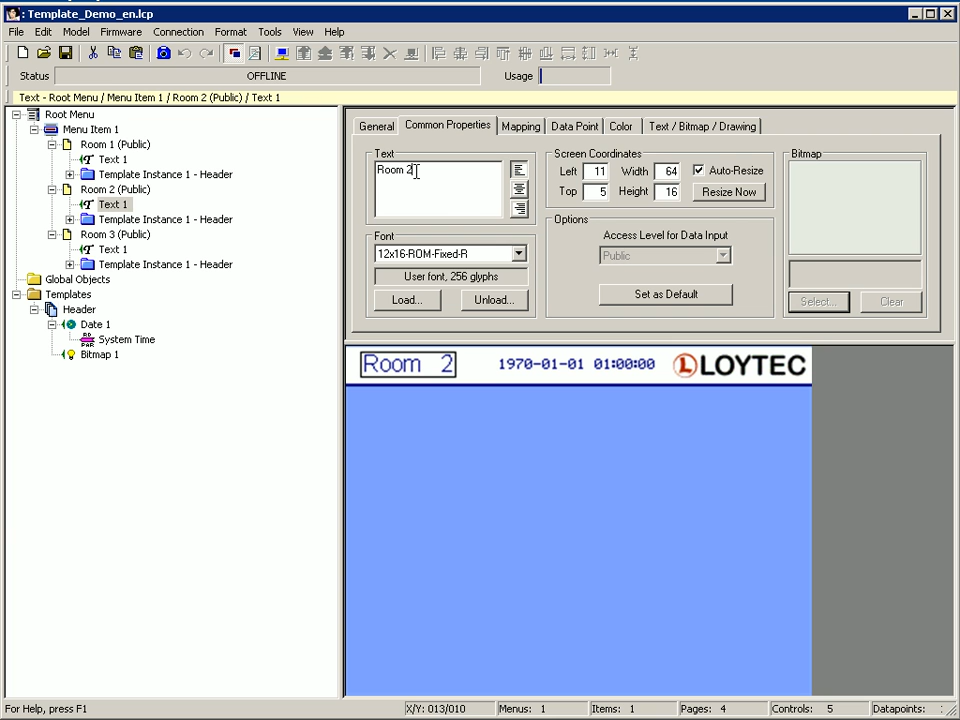 : Template_Demo_en.lcp
File Edit Model Firmware Connection Format Tools View Help
Status OFFLINE Usage
Text - Root Menu / Menu Item 1 / Room 2 (Public) / Text 1
Root Menu
Menu Item 1
Room 1 (Public)
Text 1
Template Instance 1 - Header
Room 2 (Public)
Text 1
Template Instance 1 - Header
Room 3 (Public)
Text 1
Template Instance 1 - Header
Global Objects
Templates
Header
Date 1
System Time
Bitmap 1
General Common Properties Mapping Data Point Color Text / Bitmap / Drawing
Text
Room 2
Font
12x16-ROM-Fixed-R
User font, 256 glyphs
Load... Unload...
Screen Coordinates
Left 11 Width 64 Auto-Resize
Top 5 Height 16 Resize Now
Options
Access Level for Data Input
Public
Set as Default
Bitmap
Select... Clear
Room 2 1970-01-01 01:00:00 LOYTEC
For Help, press F1 X/Y: 013/010 Menus: 1 Items: 1 Pages: 4 Controls: 5 Datapoints: